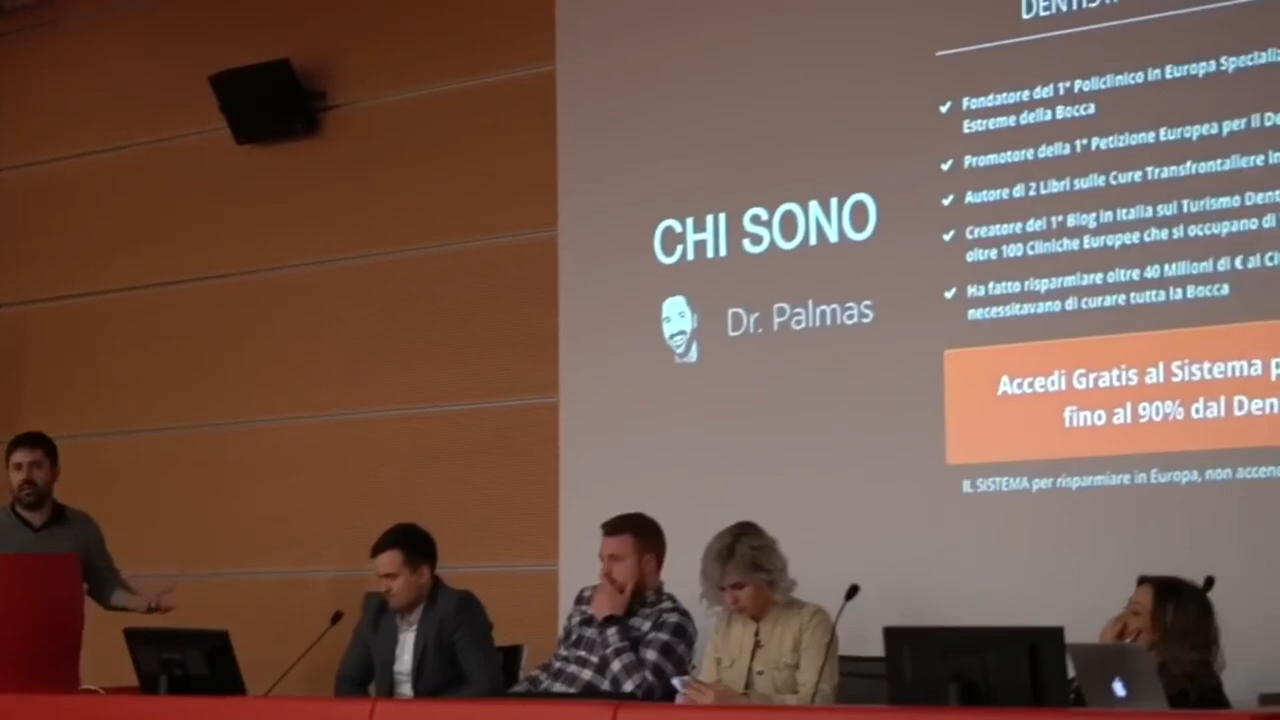 CHI SONO
Dr. Palmas
Fondatore del 1° Policlinico in Europa
Estreme della Bocca
Promotore della 1° Petizione Europea per il
Autore di 2 Libri sulle Cure Transfrontaliere
Creatore del 1° Blog in Italia sul Turismo
oltre 100 Cliniche Europee che si occupano di
Ha fatto risparmiare oltre 40 Milioni di € ai
necessitavano di curare tutta la Bocca
Accedi Gratis al Sistema
fino al 90% dal
IL SISTEMA per risparmiare in Europa, non